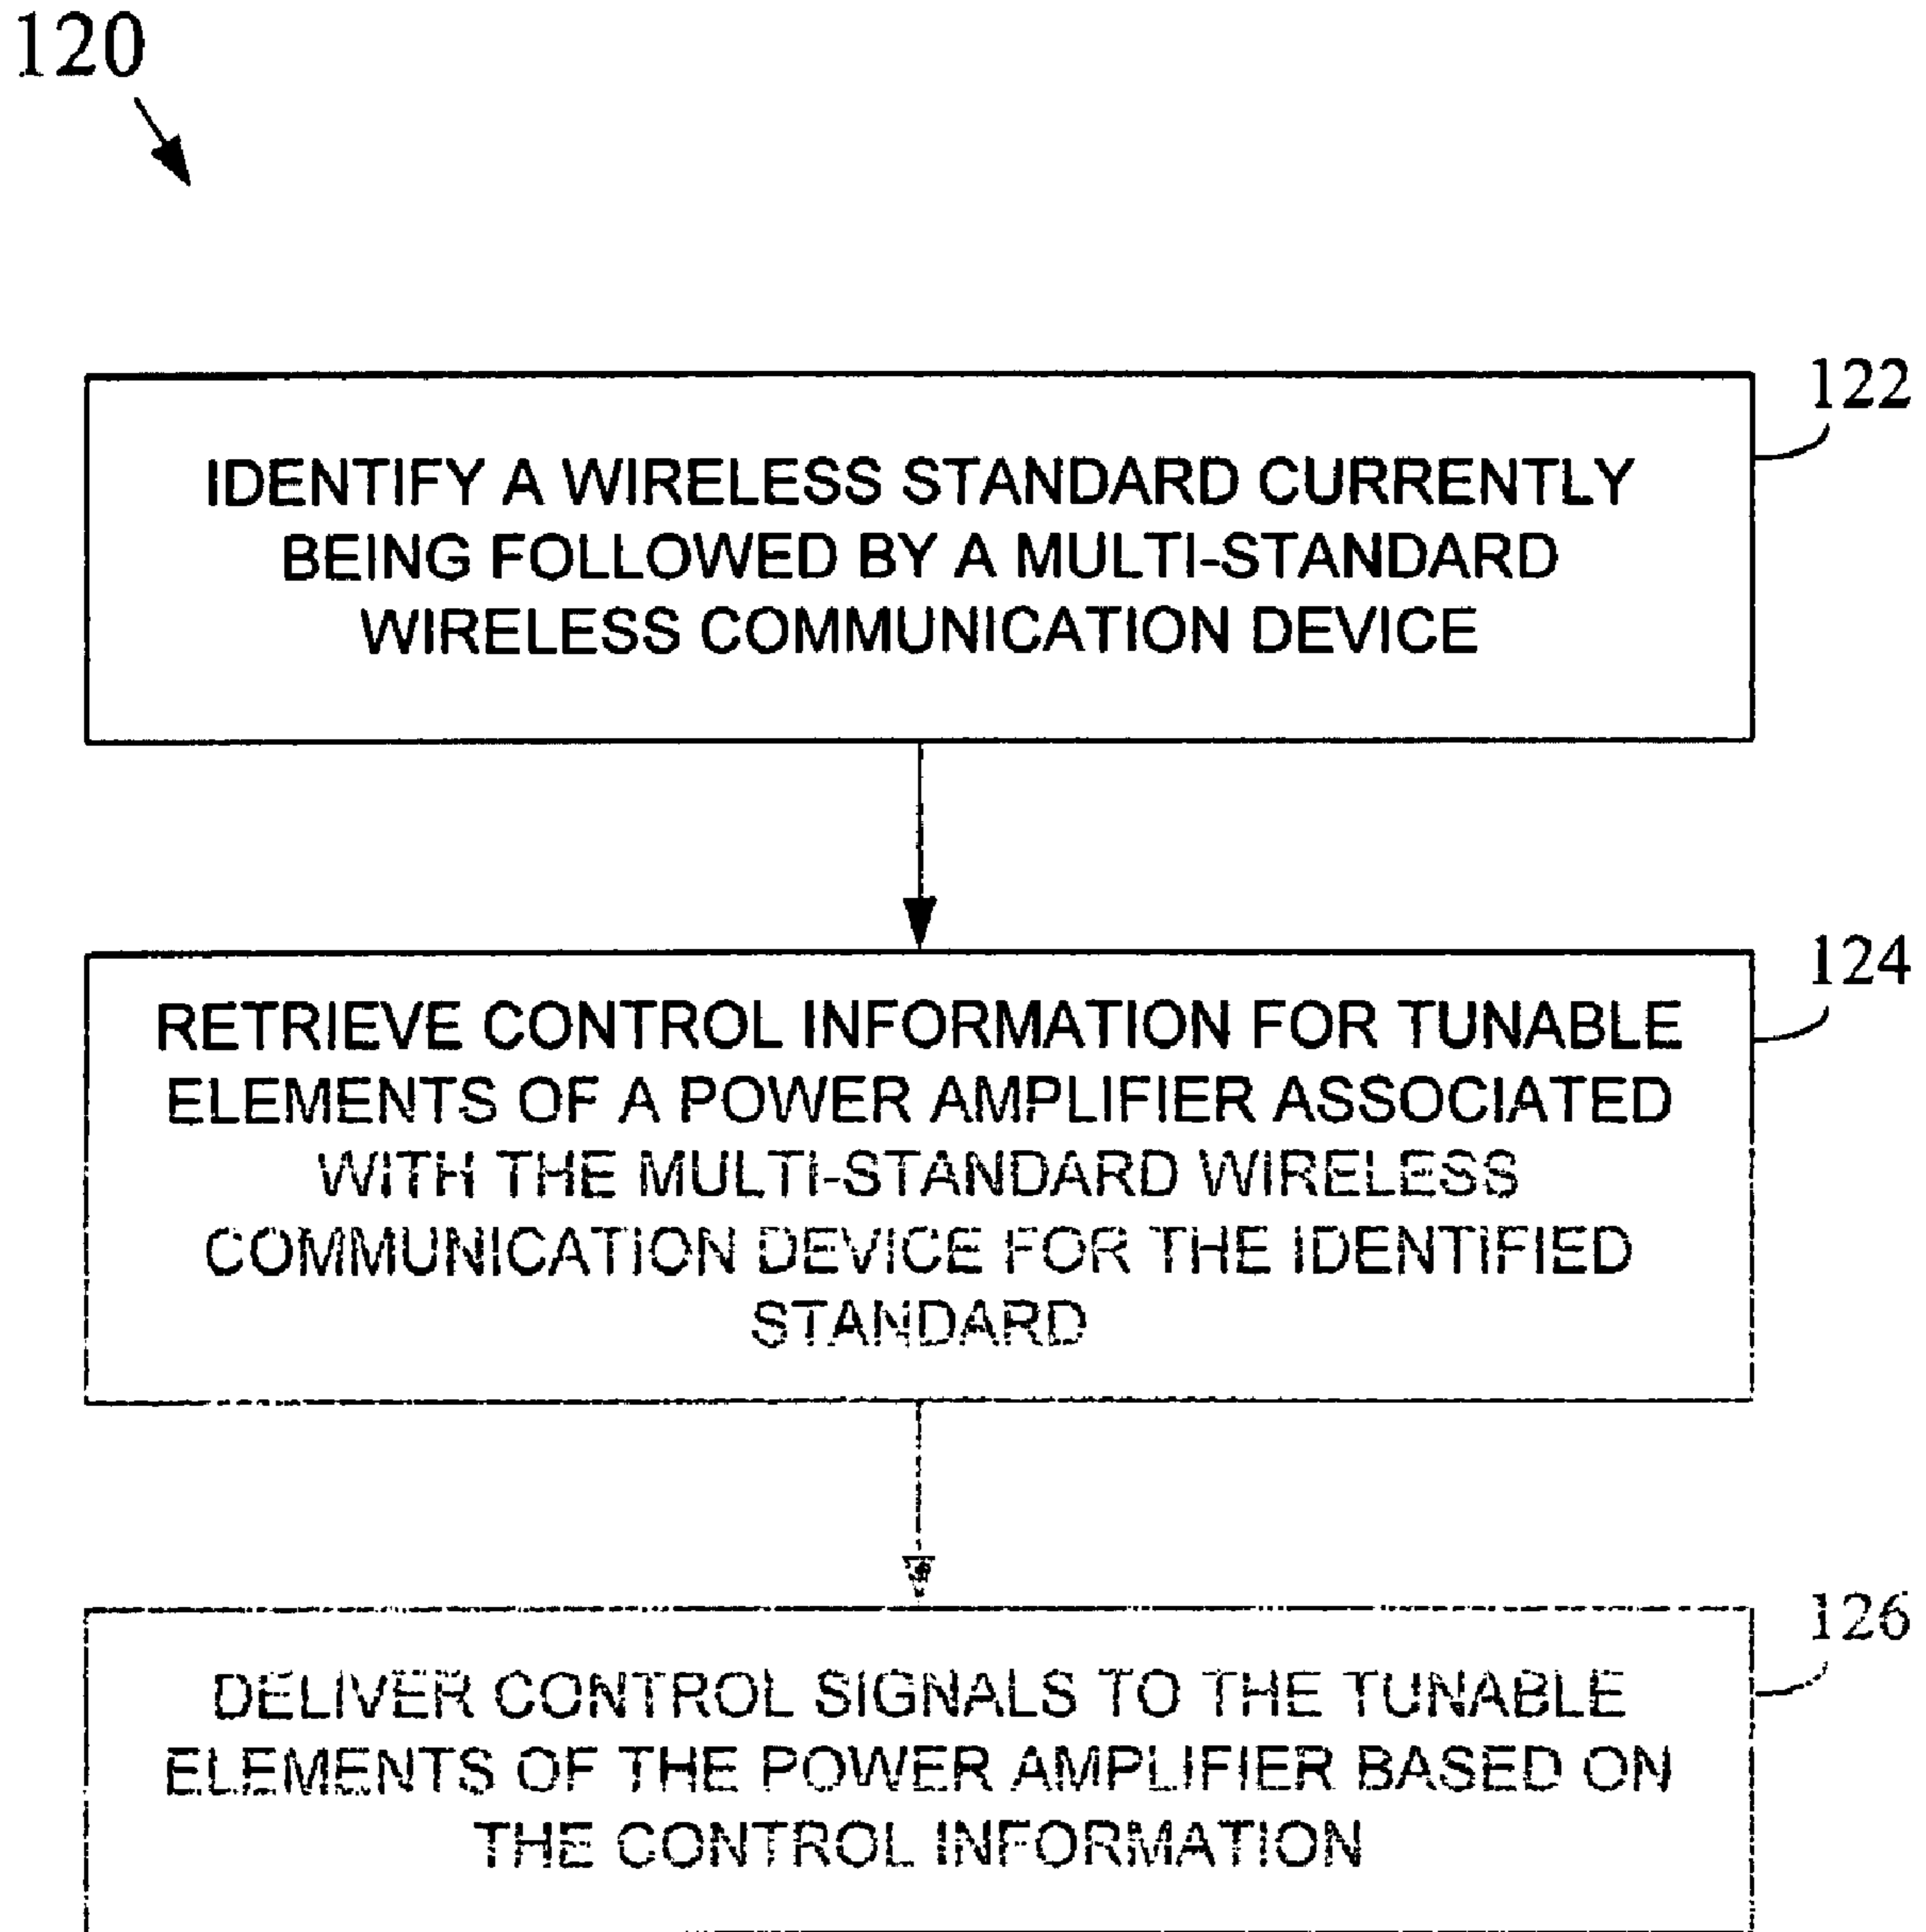 120
122
IDENTIFY A WIRELESS STANDARD CURRENTLY
BEING FOLLOWED BY A MULTI-STANDARD
WIRELESS COMMUNICATION DEVICE
124
RETRIEVE CONTROL INFORMATION FOR TUNABLE
ELEMENTS OF A POWER AMPLIFIER ASSOCIATED
WITH THE MULTI-STANDARD WIRELESS
COMMUNICATION DEVICE FOR THE IDENTIFIED
STANDARD
126
DELIVER CONTROL SIGNALS TO THE TUNABLE
ELEMENTS OF THE POWER AMPLIFIER BASED ON
THE CONTROL INFORMATION